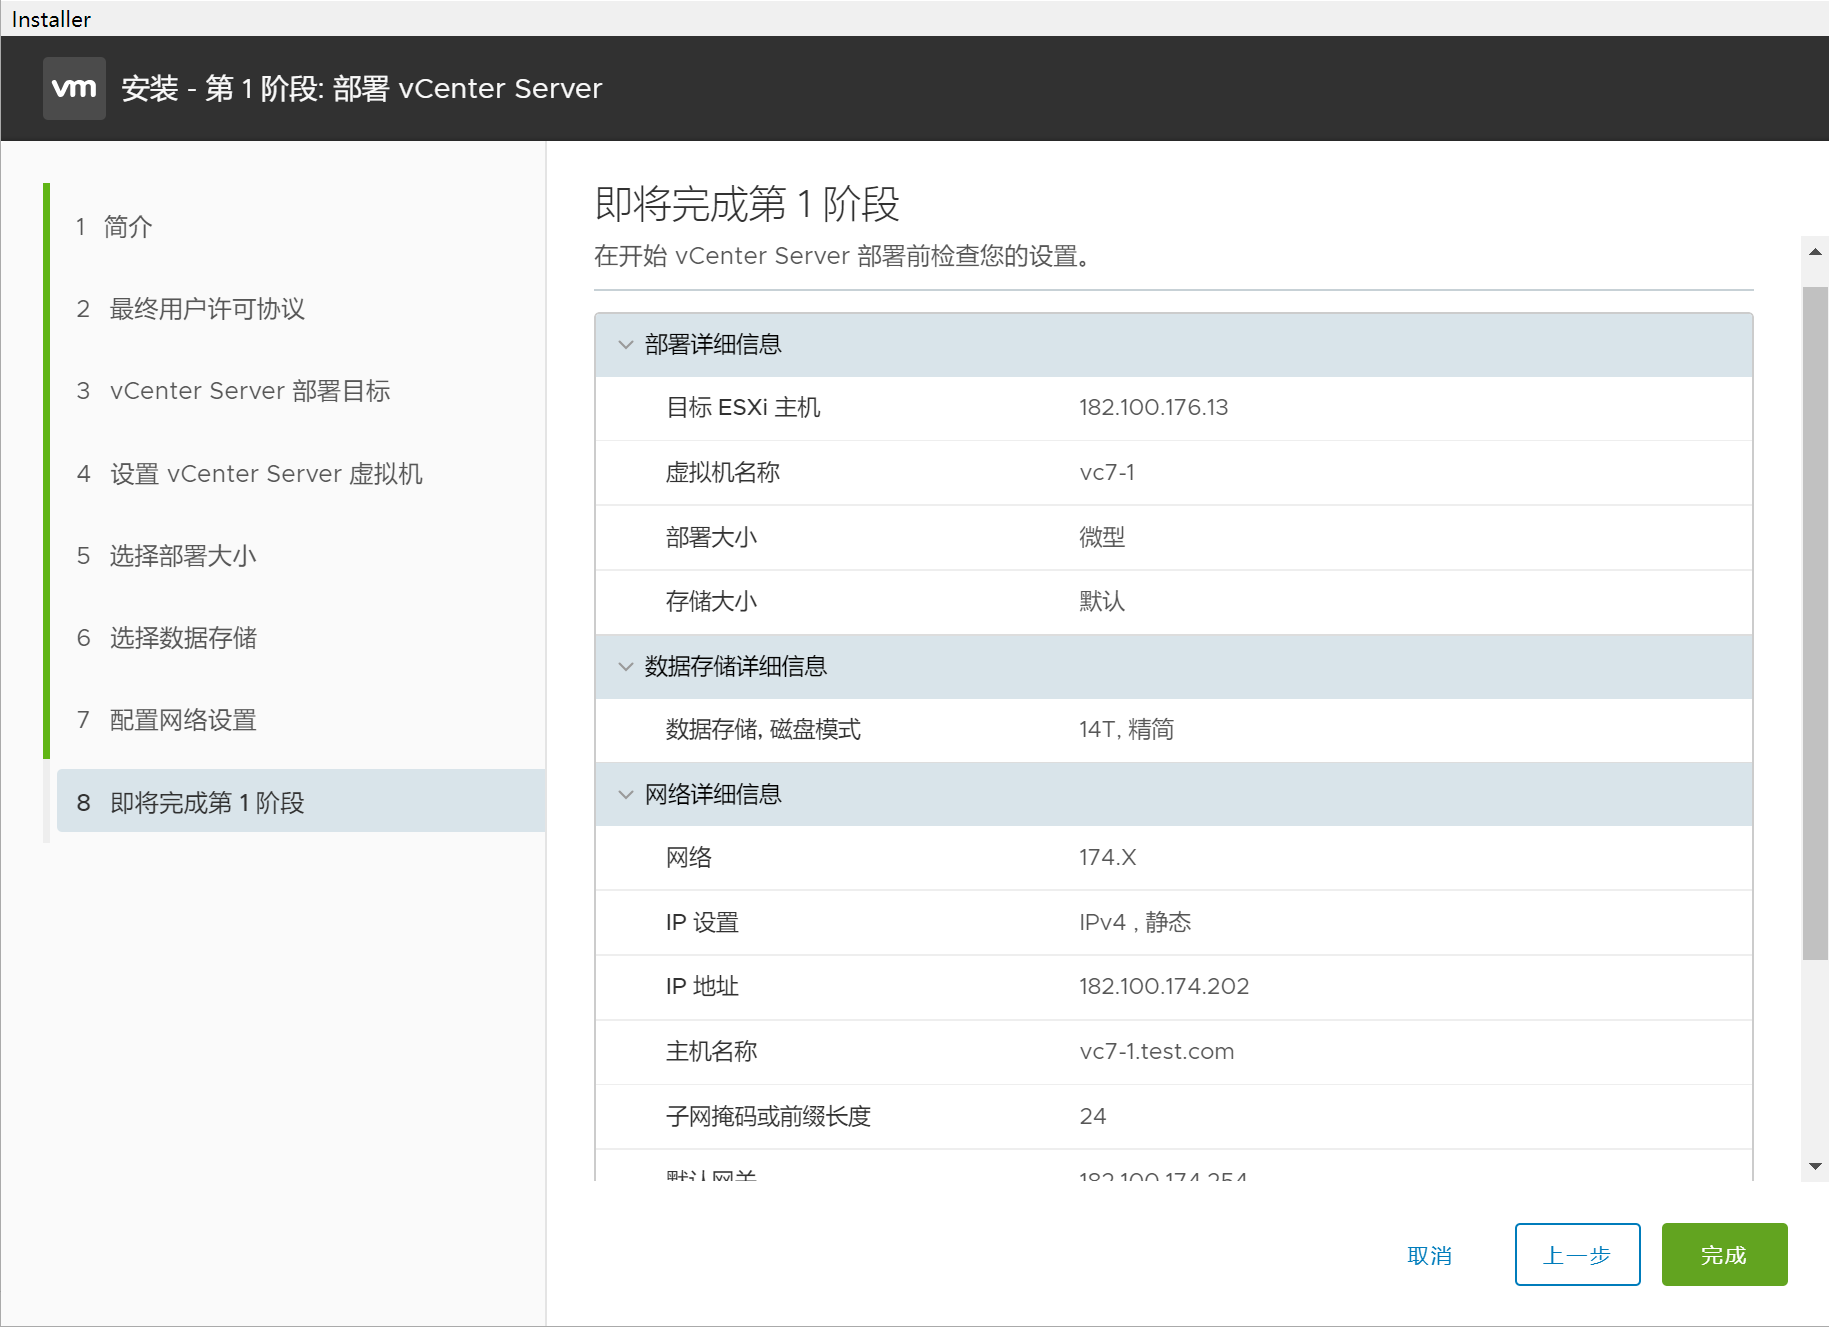 Installer
vm 安装 - 第 1 阶段: 部署 vCenter Server
1 简介
2 最终用户许可协议
3 vCenter Server 部署目标
4 设置 vCenter Server 虚拟机
5 选择部署大小
6 选择数据存储
7 配置网络设置
8 即将完成第 1 阶段
即将完成第 1 阶段
在开始 vCenter Server 部署前检查您的设置。
部署详细信息
目标 ESXi 主机 182.100.176.13
虚拟机名称 vc7-1
部署大小 微型
存储大小 默认
数据存储详细信息
数据存储, 磁盘模式 14T, 精简
网络详细信息
网络 174.X
IP 设置 IPv4 , 静态
IP 地址 182.100.174.202
主机名称 vc7-1.test.com
子网掩码或前缀长度 24
默认网关 182.100.174.254
取消 上一步 完成